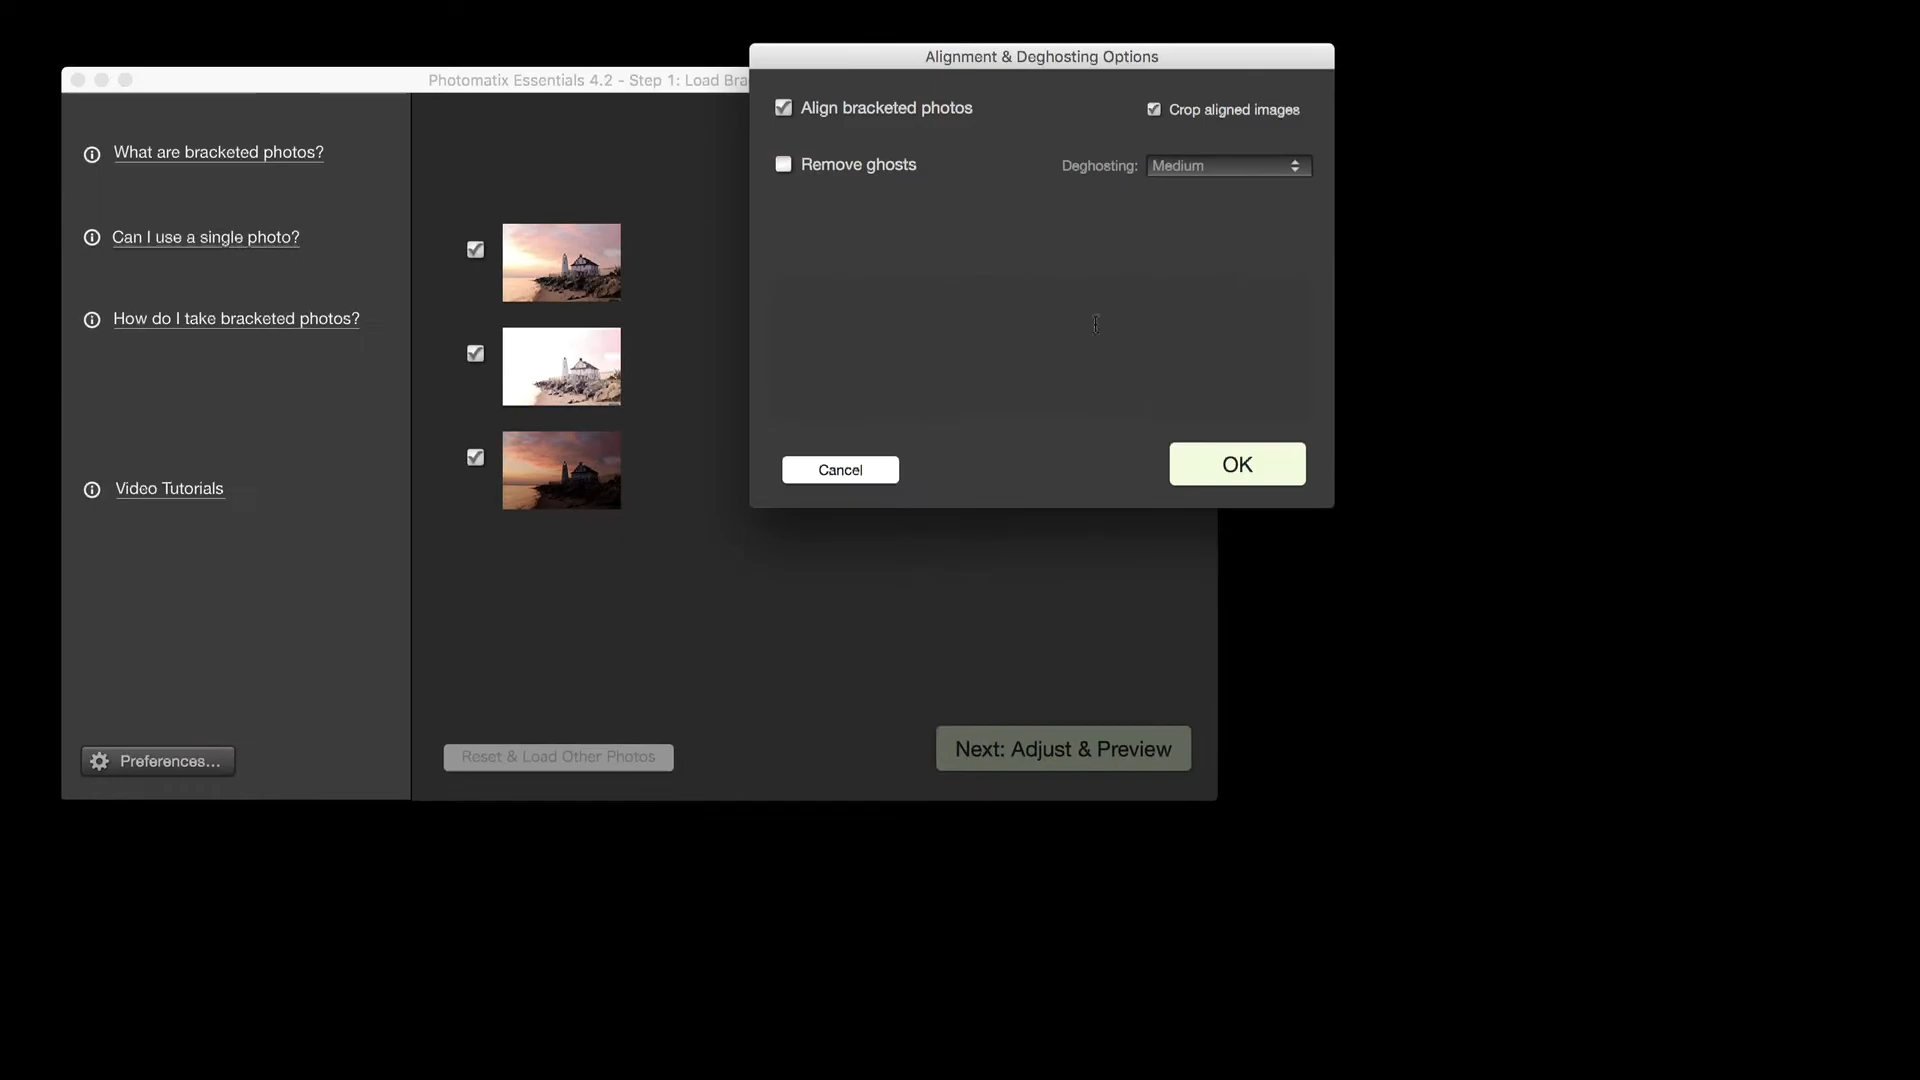 Alignment & Deghosting Options
Photomatix Essentials 4.2 - Step 1: Load Bra
Align bracketed photos
Crop aligned images
What are bracketed photos?
Remove ghosts
Deghosting:
Medium
Can I use a single photo?
How do I take bracketed photos?
Cancel
OK
Video Tutorials
Preferences...
Reset & Load Other Photos
Next: Adjust & Preview